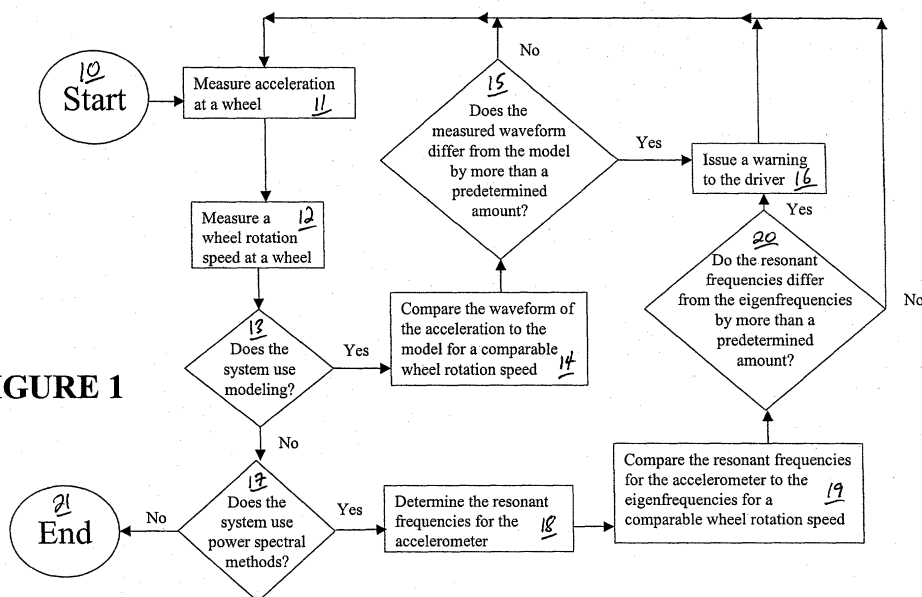 10
Start
Measure acceleration
at a wheel 11
Measure a 12
wheel rotation
speed at a wheel
13
Does the
system use
modeling?
Yes
No
Compare the waveform of
the acceleration to the
model for a comparable
wheel rotation speed 14
15
Does the
measured waveform
differ from the model
by more than a
predetermined
amount?
No
Yes
Issue a warning
to the driver 16
Yes
20
Do the resonant
frequencies differ
from the eigenfrequencies
by more than a
predetermined
amount?
No
IGURE 1
17
Does the
system use
power spectral
methods?
No
Yes
21
End
Determine the resonant
frequencies for the
accelerometer 18
Compare the resonant frequencies
for the accelerometer to the
eigenfrequencies for a 19
comparable wheel rotation speed